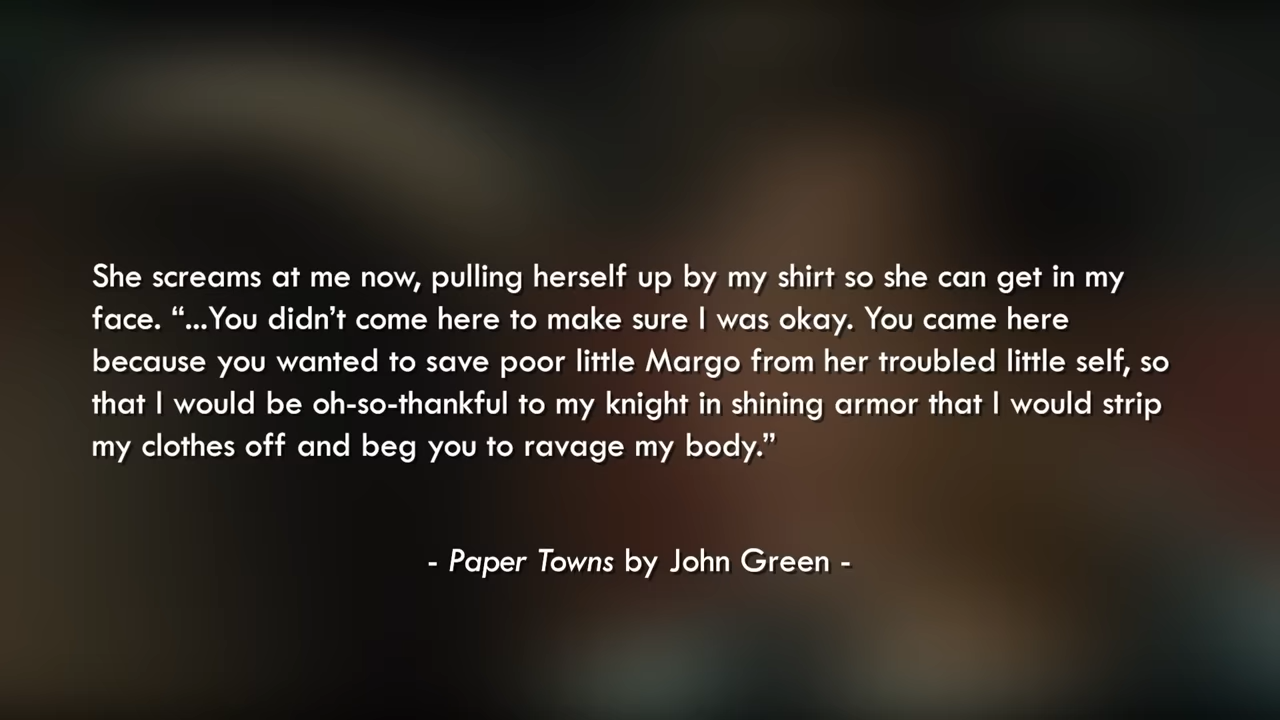 She screams at me now, pulling herself up by my shirt so she can get in my
face. “...You didn’t come here to make sure I was okay. You came here
because you wanted to save poor little Margo from her troubled little self, so
that I would be oh-so-thankful to my knight in shining armor that I would strip
my clothes off and beg you to ravage my body.”
- Paper Towns by John Green -